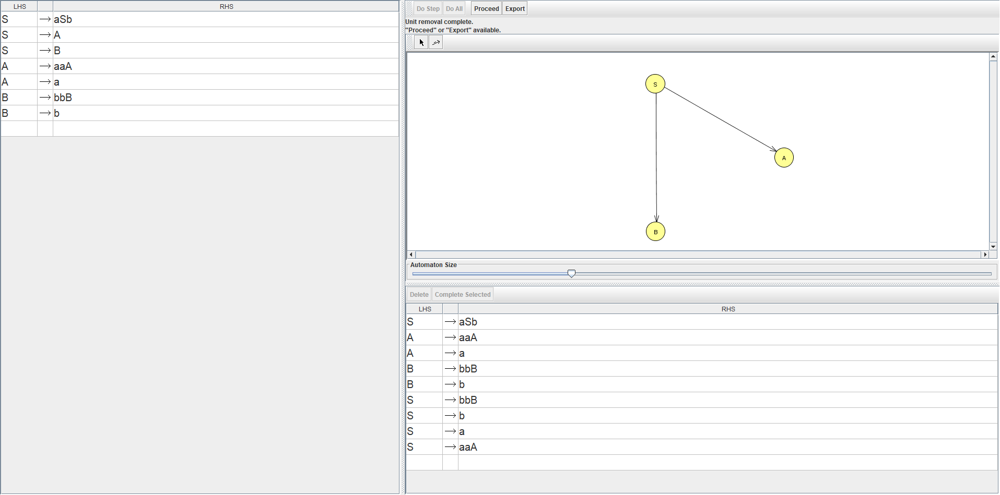 LHS RHS
S → aSb
S → A
S → B
A → aaA
A → a
B → bbB
B → b
Do Step Do All Proceed Export
Unit removal complete.
"Proceed" or "Export" available.
S
A
B
Automaton Size
Delete Complete Selected
LHS RHS
S → aSb
A → aaA
A → a
B → bbB
B → b
S → bbB
S → b
S → a
S → aaA